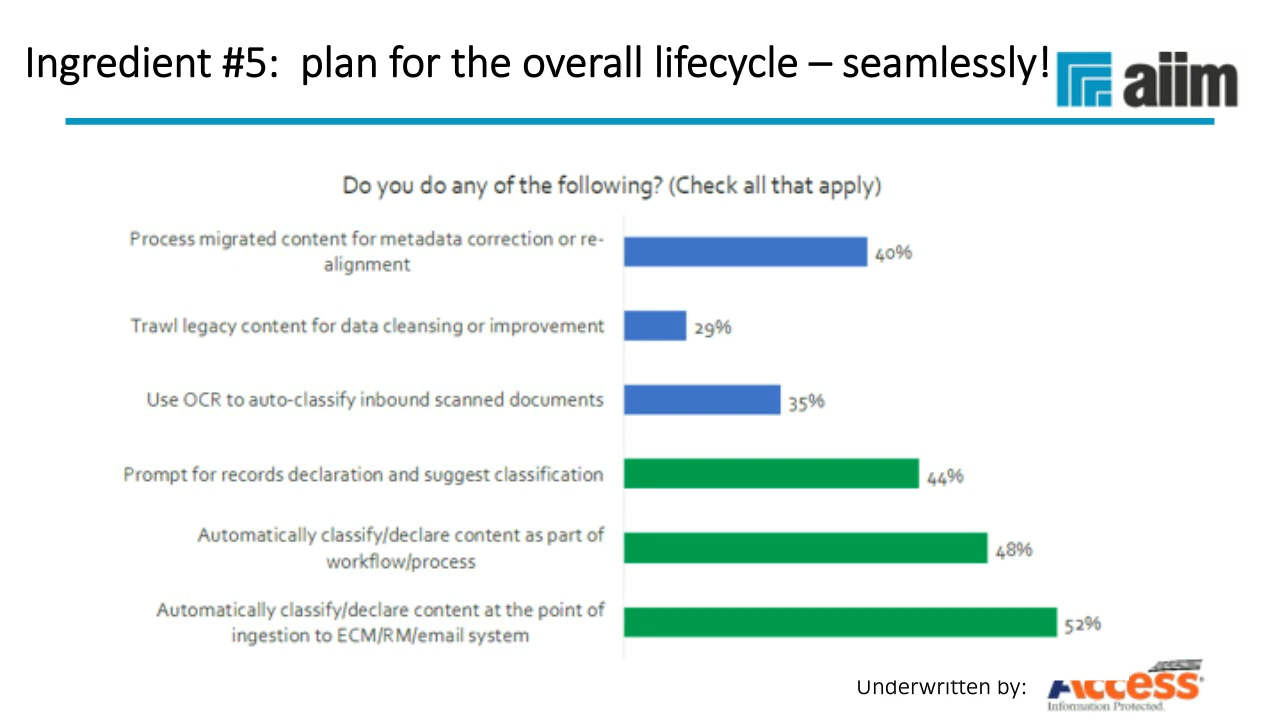 Ingredient #5:  plan for the overall lifecycle – seamlessly!
aiim
Do you do any of the following? (Check all that apply)
Process migrated content for metadata correction or re-
alignment
40%
Trawl legacy content for data cleansing or improvement
29%
Use OCR to auto-classify inbound scanned documents
35%
Prompt for records declaration and suggest classification
44%
Automatically classify/declare content as part of
workflow/process
48%
Automatically classify/declare content at the point of
ingestion to ECM/RM/email system
52%
Underwritten by:
Access
Information Protected.